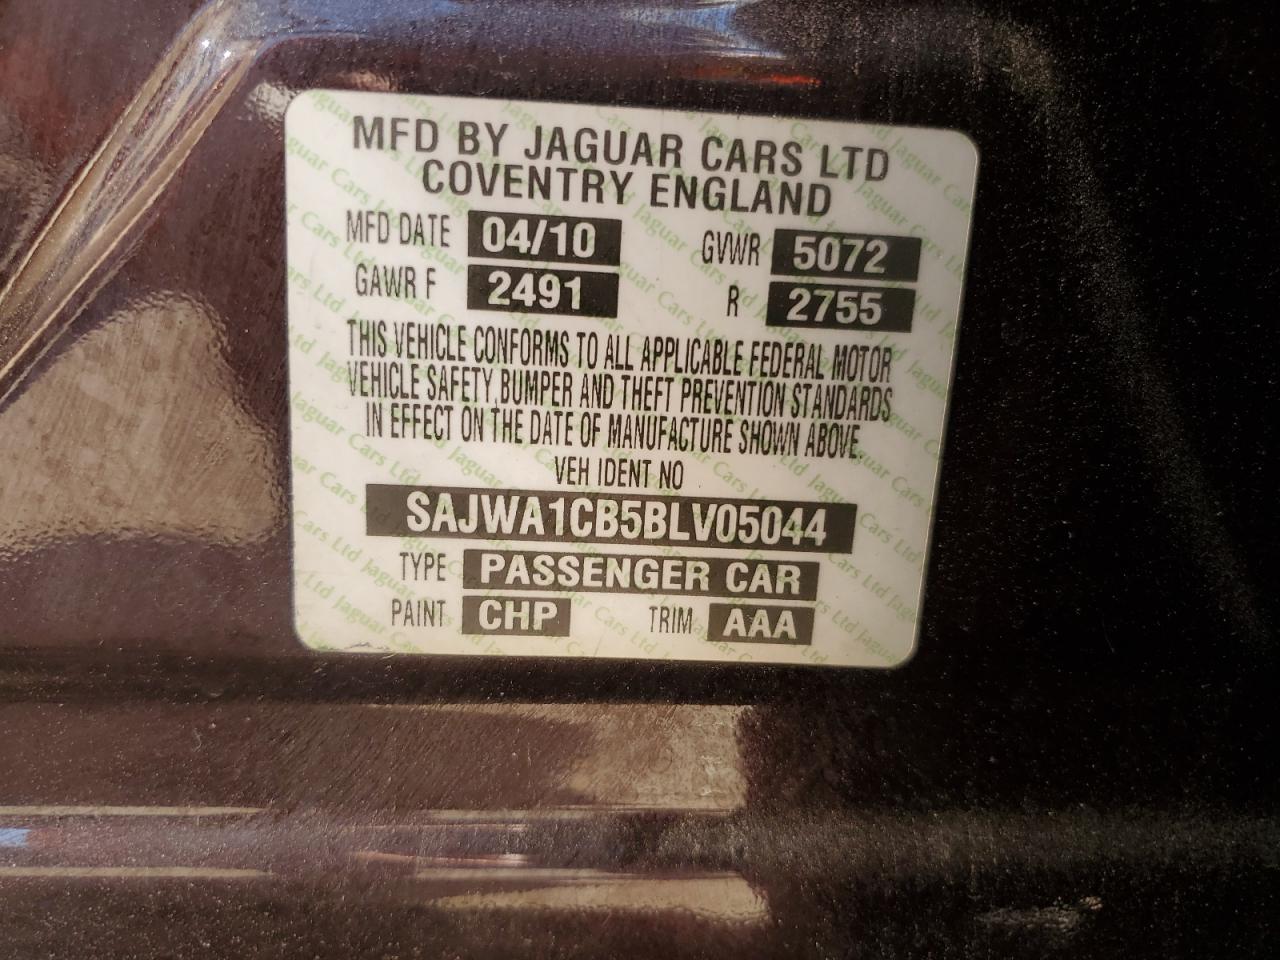 MFD BY JAGUAR CARS LTD
COVENTRY ENGLAND
MFD DATE 04/10 GVWR 5072
GAWR F 2491 R 2755
THIS VEHICLE CONFORMS TO ALL APPLICABLE FEDERAL MOTOR
VEHICLE SAFETY, BUMPER AND THEFT PREVENTION STANDARDS
IN EFFECT ON THE DATE OF MANUFACTURE SHOWN ABOVE.
VEH IDENT NO
SAJWA1CB5BLV05044
TYPE PASSENGER CAR
PAINT CHP TRIM AAA